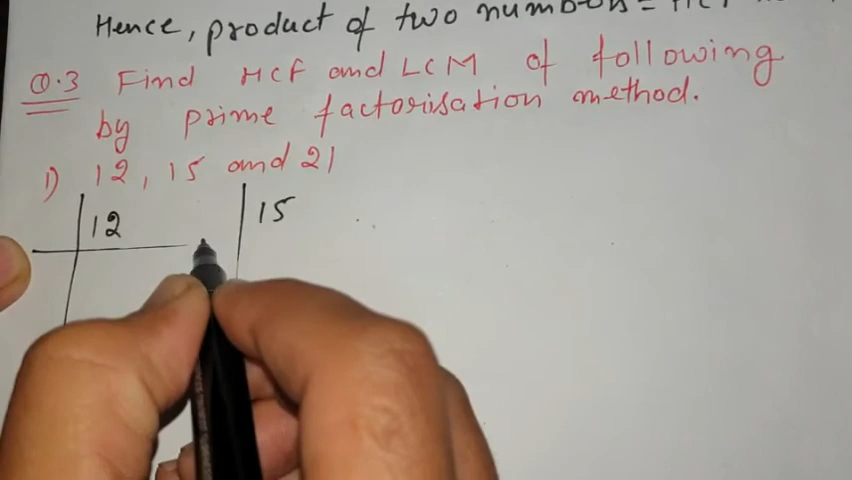 Hence, product of two numbers =
Q.3 Find HCF and LCM of following
by prime factorisation method.
1) 12, 15 and 21
12 15